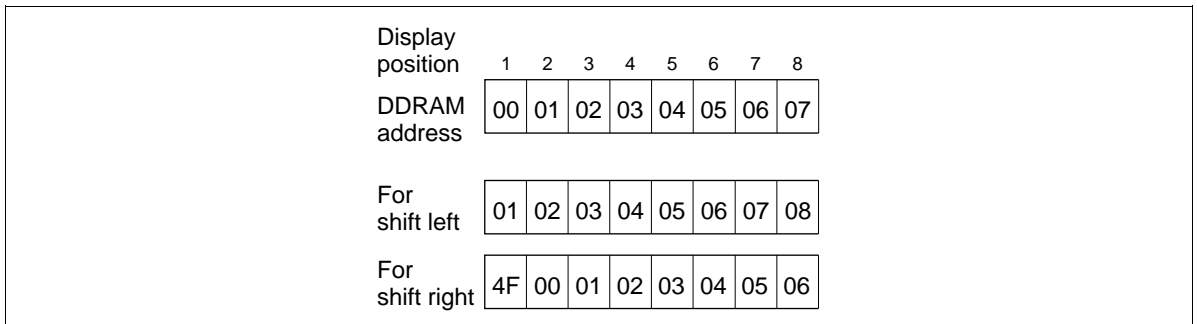 Display
position 1 2 3 4 5 6 7 8
DDRAM 00 01 02 03 04 05 06 07
address
For
shift left 01 02 03 04 05 06 07 08
For
shift right 4F 00 01 02 03 04 05 06